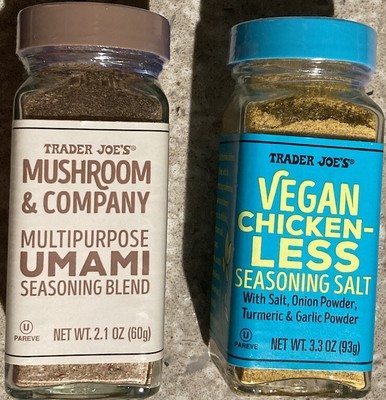 TRADER JOE'S®
MUSHROOM
& COMPANY
MULTIPURPOSE
UMAMI
SEASONING BLEND
U
PAREVE
NET WT. 2.1 OZ (60g)
TRADER JOE'S®
VEGAN
CHICKEN-
LESS
SEASONING SALT
With Salt, Onion Powder,
Turmeric & Garlic Powder
U
PAREVE
NET WT. 3.3 OZ (93g)